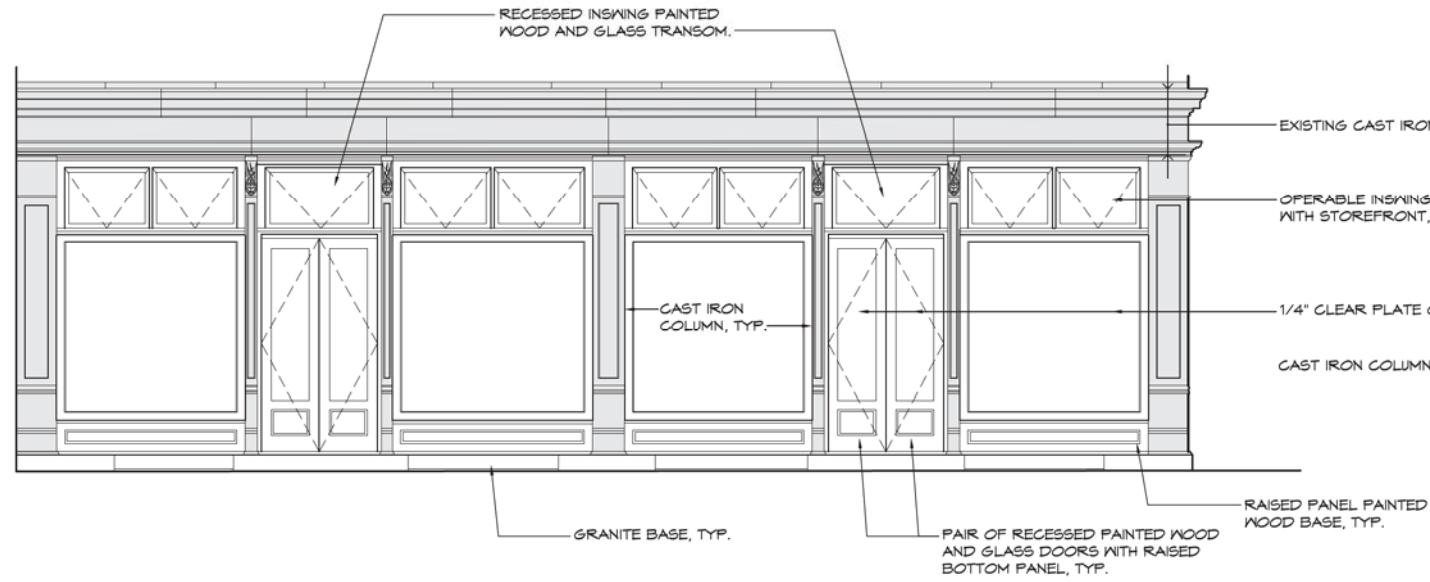 RECESSED INSWING PAINTED
WOOD AND GLASS TRANSOM.
EXISTING CAST IRON
OPERABLE INSWING
WITH STOREFRONT,
CAST IRON
COLUMN, TYP.
1/4" CLEAR PLATE
CAST IRON COLUMN
GRANITE BASE, TYP.
PAIR OF RECESSED PAINTED WOOD
AND GLASS DOORS WITH RAISED
BOTTOM PANEL, TYP.
RAISED PANEL PAINTED
WOOD BASE, TYP.